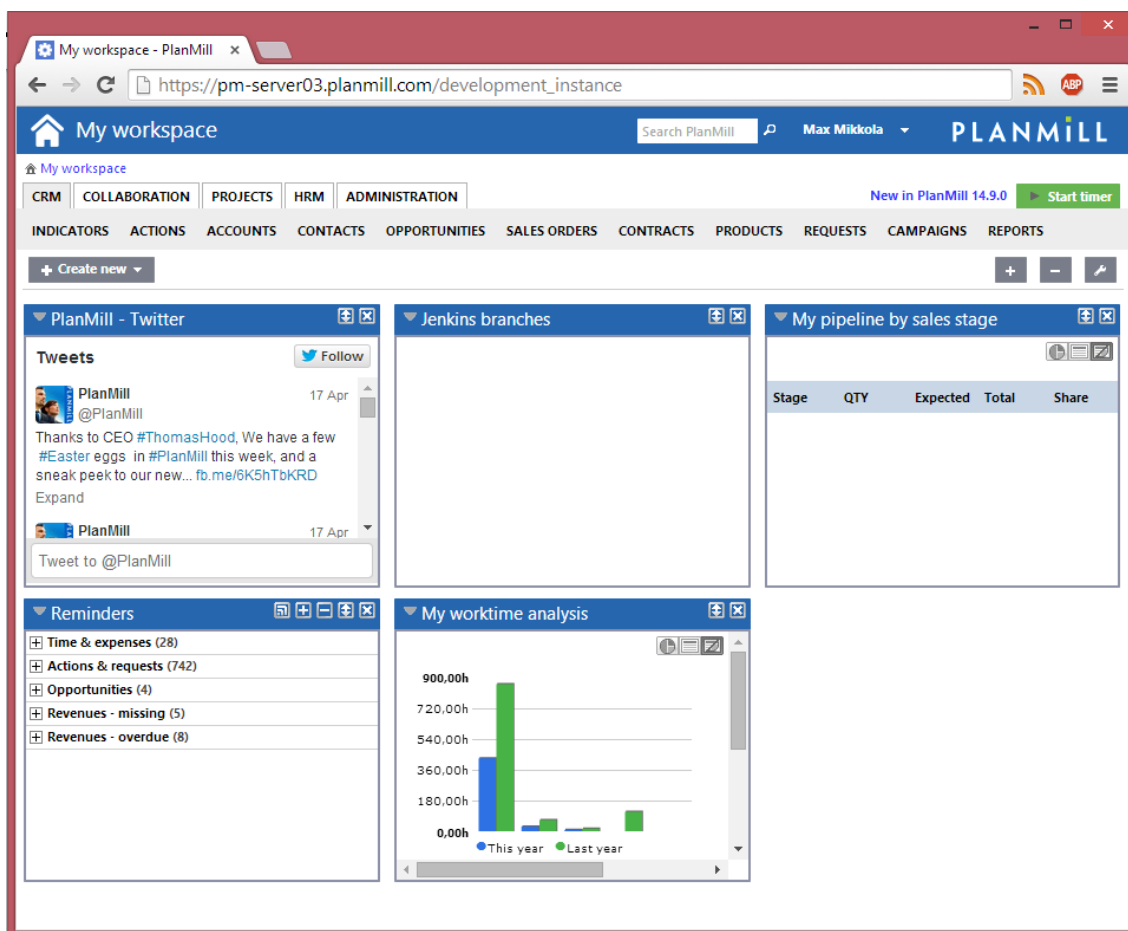 My workspace - PlanMill
https://pm-server03.planmill.com/development_instance
ABP
My workspace
Search PlanMill
Max Mikkola
PLANMiLL
My workspace
CRM COLLABORATION PROJECTS HRM ADMINISTRATION
New in PlanMill 14.9.0
Start timer
INDICATORS ACTIONS ACCOUNTS CONTACTS OPPORTUNITIES SALES ORDERS CONTRACTS PRODUCTS REQUESTS CAMPAIGNS REPORTS
Create new
PlanMill - Twitter
Tweets
Follow
PlanMill 17 Apr
@PlanMill
Thanks to CEO #ThomasHood, We have a few
#Easter eggs in #PlanMill this week, and a
sneak peek to our new... fb.me/6K5hTbKRD
Expand
PlanMill 17 Apr
Tweet to @PlanMill
Jenkins branches
My pipeline by sales stage
Stage QTY Expected Total Share
Reminders
Time & expenses (28)
Actions & requests (742)
Opportunities (4)
Revenues - missing (5)
Revenues - overdue (8)
My worktime analysis
900,00h
720,00h
540,00h
360,00h
180,00h
0,00h
This year Last year